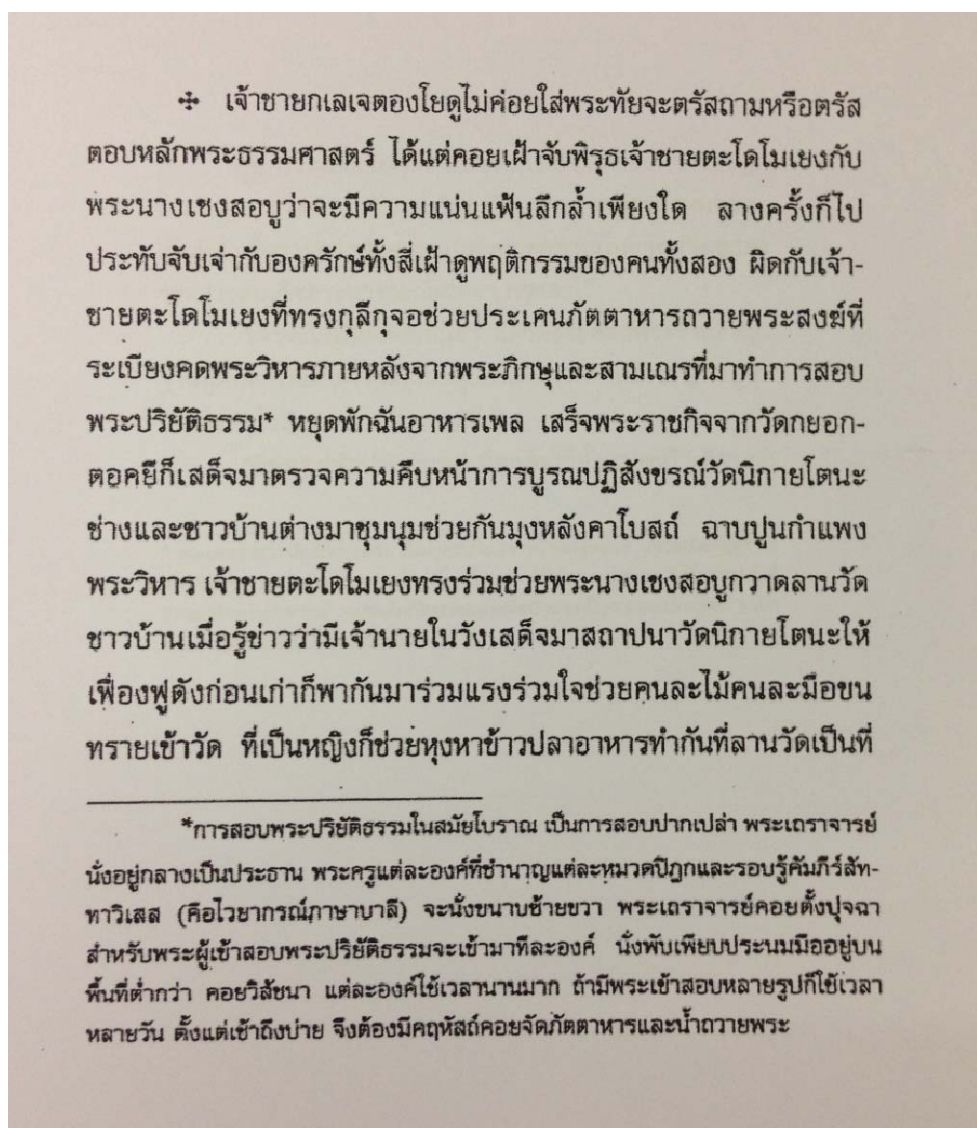 ✣ เจ้าชายกเลเจตองโยดูไม่ค่อยใส่พระทัยจะตรัสถามหรือตรัส
ตอบหลักพระธรรมศาสตร์ ได้แต่คอยเฝ้าจับพิรุธเจ้าชายตะโดโมเยงกับ
พระนางเชงสอบูว่าจะมีความแน่นแฟ้นลึกล้ำเพียงใด ลางครั้งก็ไป
ประทับจับเจ่ากับองครักษ์ทั้งสี่เฝ้าดูพฤติกรรมของคนทั้งสอง ผิดกับเจ้า-
ชายตะโดโมเยงที่ทรงกุลีกุจอช่วยประเคนภัตตาหารถวายพระสงฆ์ที่
ระเบียงคดพระวิหารภายหลังจากพระภิกษุและสามเณรที่มาทำการสอบ
พระปริยัติธรรม* หยุดพักฉันอาหารเพล เสร็จพระราชกิจจากวัดกยอก-
ตอคยีก็เสด็จมาตรวจความคืบหน้าการบูรณปฏิสังขรณ์วัดนิกายโตนะ
ช่างและชาวบ้านต่างมาชุมนุมช่วยกันมุงหลังคาโบสถ์ ฉาบปูนกำแพง
พระวิหาร เจ้าชายตะโดโมเยงทรงร่วมช่วยพระนางเชงสอบูกวาดลานวัด
ชาวบ้านเมื่อรู้ข่าวว่ามีเจ้านายในวังเสด็จมาสถาปนาวัดนิกายโตนะให้
เฟื่องฟูดังก่อนเก่าก็พากันมาร่วมแรงร่วมใจช่วยคนละไม้คนละมือขน
ทรายเข้าวัด ที่เป็นหญิงก็ช่วยหุงหาข้าวปลาอาหารทำกันที่ลานวัดเป็นที่
*การสอบพระปริยัติธรรมในสมัยโบราณ เป็นการสอบปากเปล่า พระเถราจารย์
นั่งอยู่กลางเป็นประธาน พระครูแต่ละองค์ที่ชำนาญแต่ละหมวดปิฎกและรอบรู้คัมภีร์สัท-
ทาวิเสส (คือไวยากรณ์ภาษาบาลี) จะนั่งขนาบซ้ายขวา พระเถราจารย์คอยตั้งปุจฉา
สำหรับพระผู้เข้าสอบพระปริยัติธรรมจะเข้ามาทีละองค์ นั่งพับเพียบประนมมืออยู่บน
พื้นที่ต่ำกว่า คอยวิสัชนา แต่ละองค์ใช้เวลานานมาก ถ้ามีพระเข้าสอบหลายรูปก็ใช้เวลา
หลายวัน ตั้งแต่เช้าถึงบ่าย จึงต้องมีคฤหัสถ์คอยจัดภัตตาหารและน้ำถวายพระ